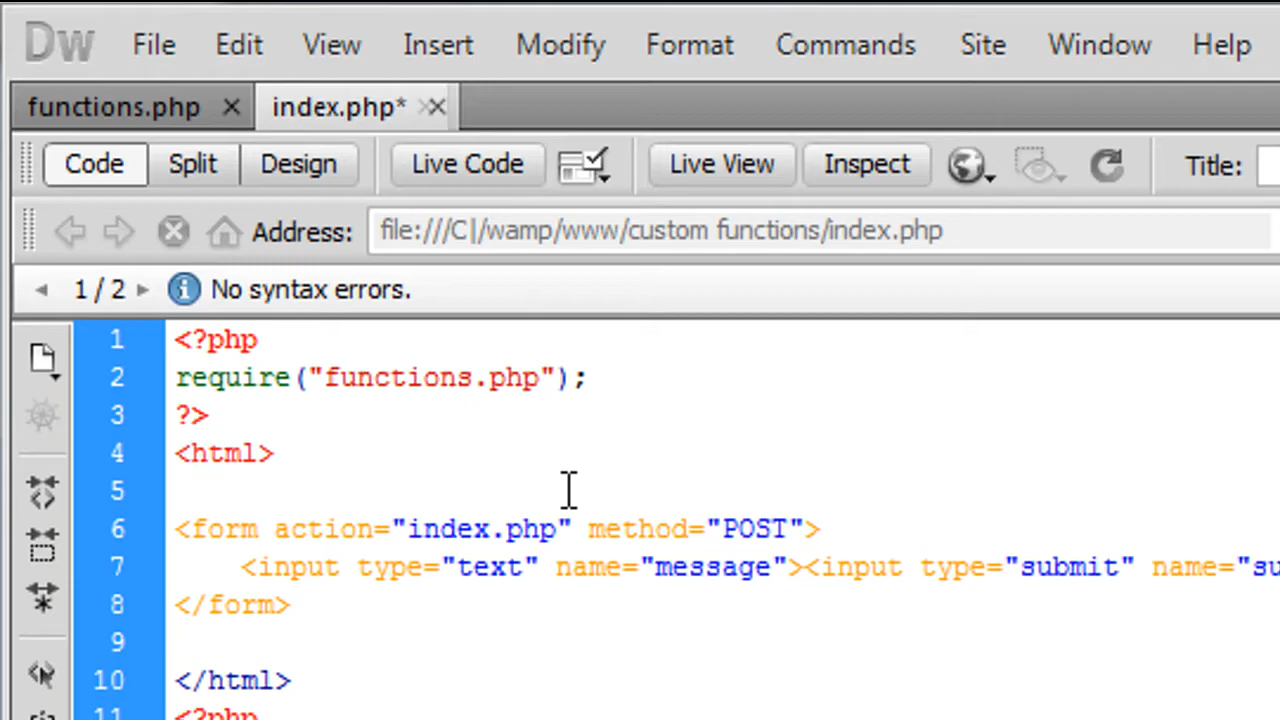 Dw File Edit View Insert Modify Format Commands Site Window Help
functions.php index.php*
Code Split Design Live Code Live View Inspect Title:
Address: file:///C|/wamp/www/custom functions/index.php
1 / 2 No syntax errors.
1 <?php
2 require("functions.php");
3 ?>
4 <html>
5
6 <form action="index.php" method="POST">
7 <input type="text" name="message"><input type="submit" name="su
8 </form>
9
10 </html>
11 <?php